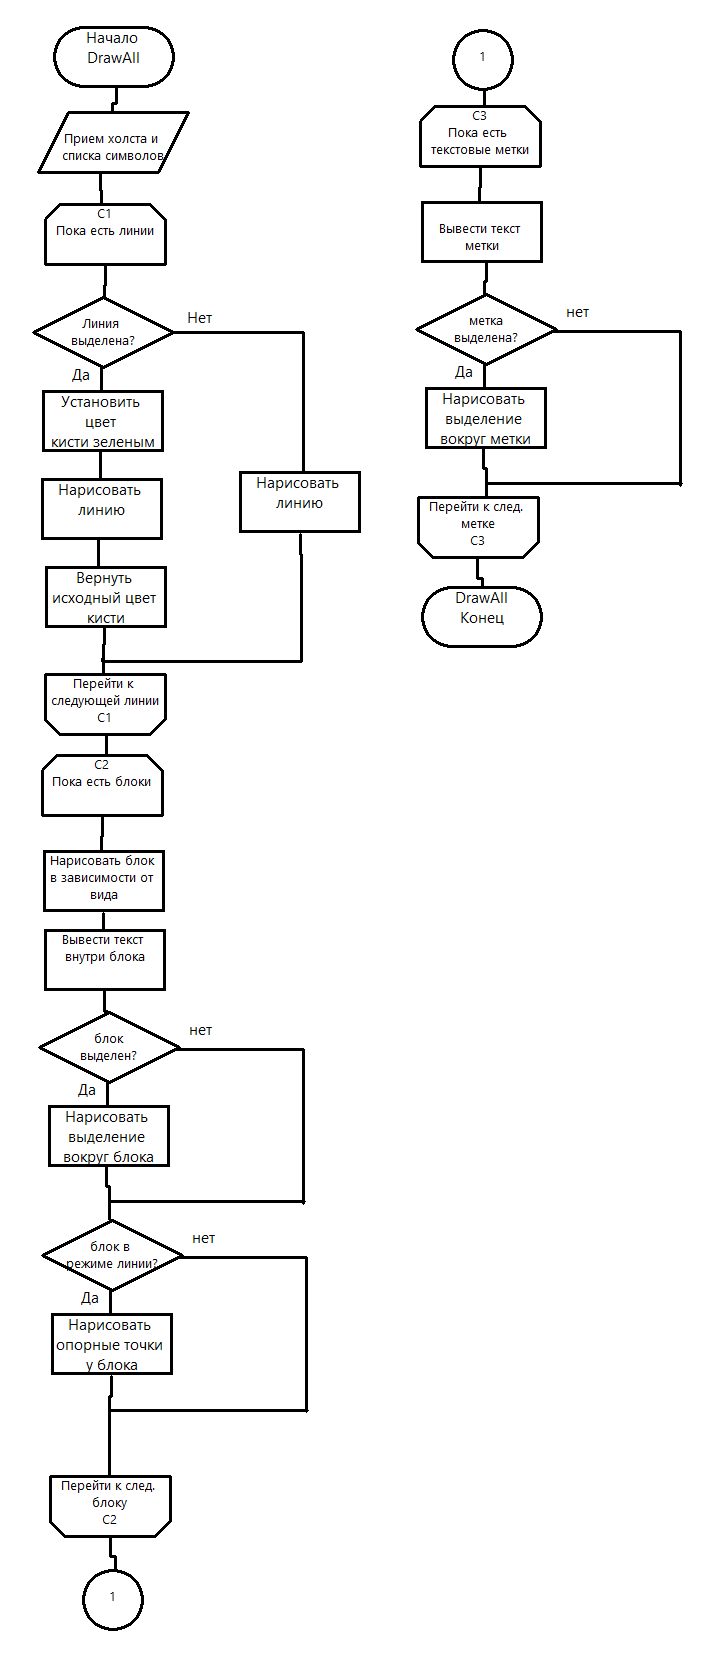 Начало
DrawAll
Прием холста и
списка символов
C1
Пока есть линии
Линия
выделена?
Нет
Да
Установить
цвет
кисти зеленым
Нарисовать
линию
Нарисовать
линию
Вернуть
исходный цвет
кисти
Перейти к
следующей линии
C1
C2
Пока есть блоки
Нарисовать блок
в зависимости от
вида
Вывести текст
внутри блока
блок
выделен?
нет
Да
Нарисовать
выделение
вокруг блока
блок в
режиме линии?
нет
Да
Нарисовать
опорные точки
у блока
Перейти к след.
блоку
C2
1
1
C3
Пока есть
текстовые метки
Вывести текст
метки
метка
выделена?
нет
Да
Нарисовать
выделение
вокруг метки
Перейти к след.
метке
C3
DrawAll
Конец